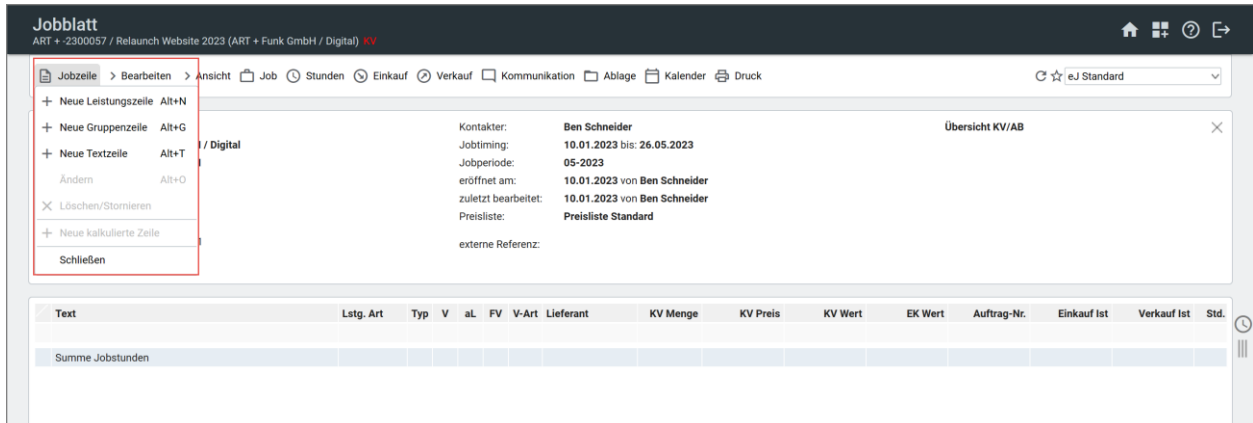 Jobblatt
ART + -2300057 / Relaunch Website 2023 (ART + Funk GmbH / Digital) KV
Jobzeile > Bearbeiten > Ansicht Job Stunden Einkauf Verkauf Kommunikation Ablage Kalender Druck eJ Standard
+ Neue Leistungszeile Alt+N
+ Neue Gruppenzeile Alt+G
+ Neue Textzeile Alt+T
Ändern Alt+O
Löschen/Stornieren
+ Neue kalkulierte Zeile
Schließen
/ Digital
Kontakter: Ben Schneider
Jobtiming: 10.01.2023 bis: 26.05.2023
Jobperiode: 05-2023
eröffnet am: 10.01.2023 von Ben Schneider
zuletzt bearbeitet: 10.01.2023 von Ben Schneider
Preisliste: Preisliste Standard
externe Referenz:
Übersicht KV/AB
Text Lstg. Art Typ V aL FV V-Art Lieferant KV Menge KV Preis KV Wert EK Wert Auftrag-Nr. Einkauf Ist Verkauf Ist Std.
Summe Jobstunden